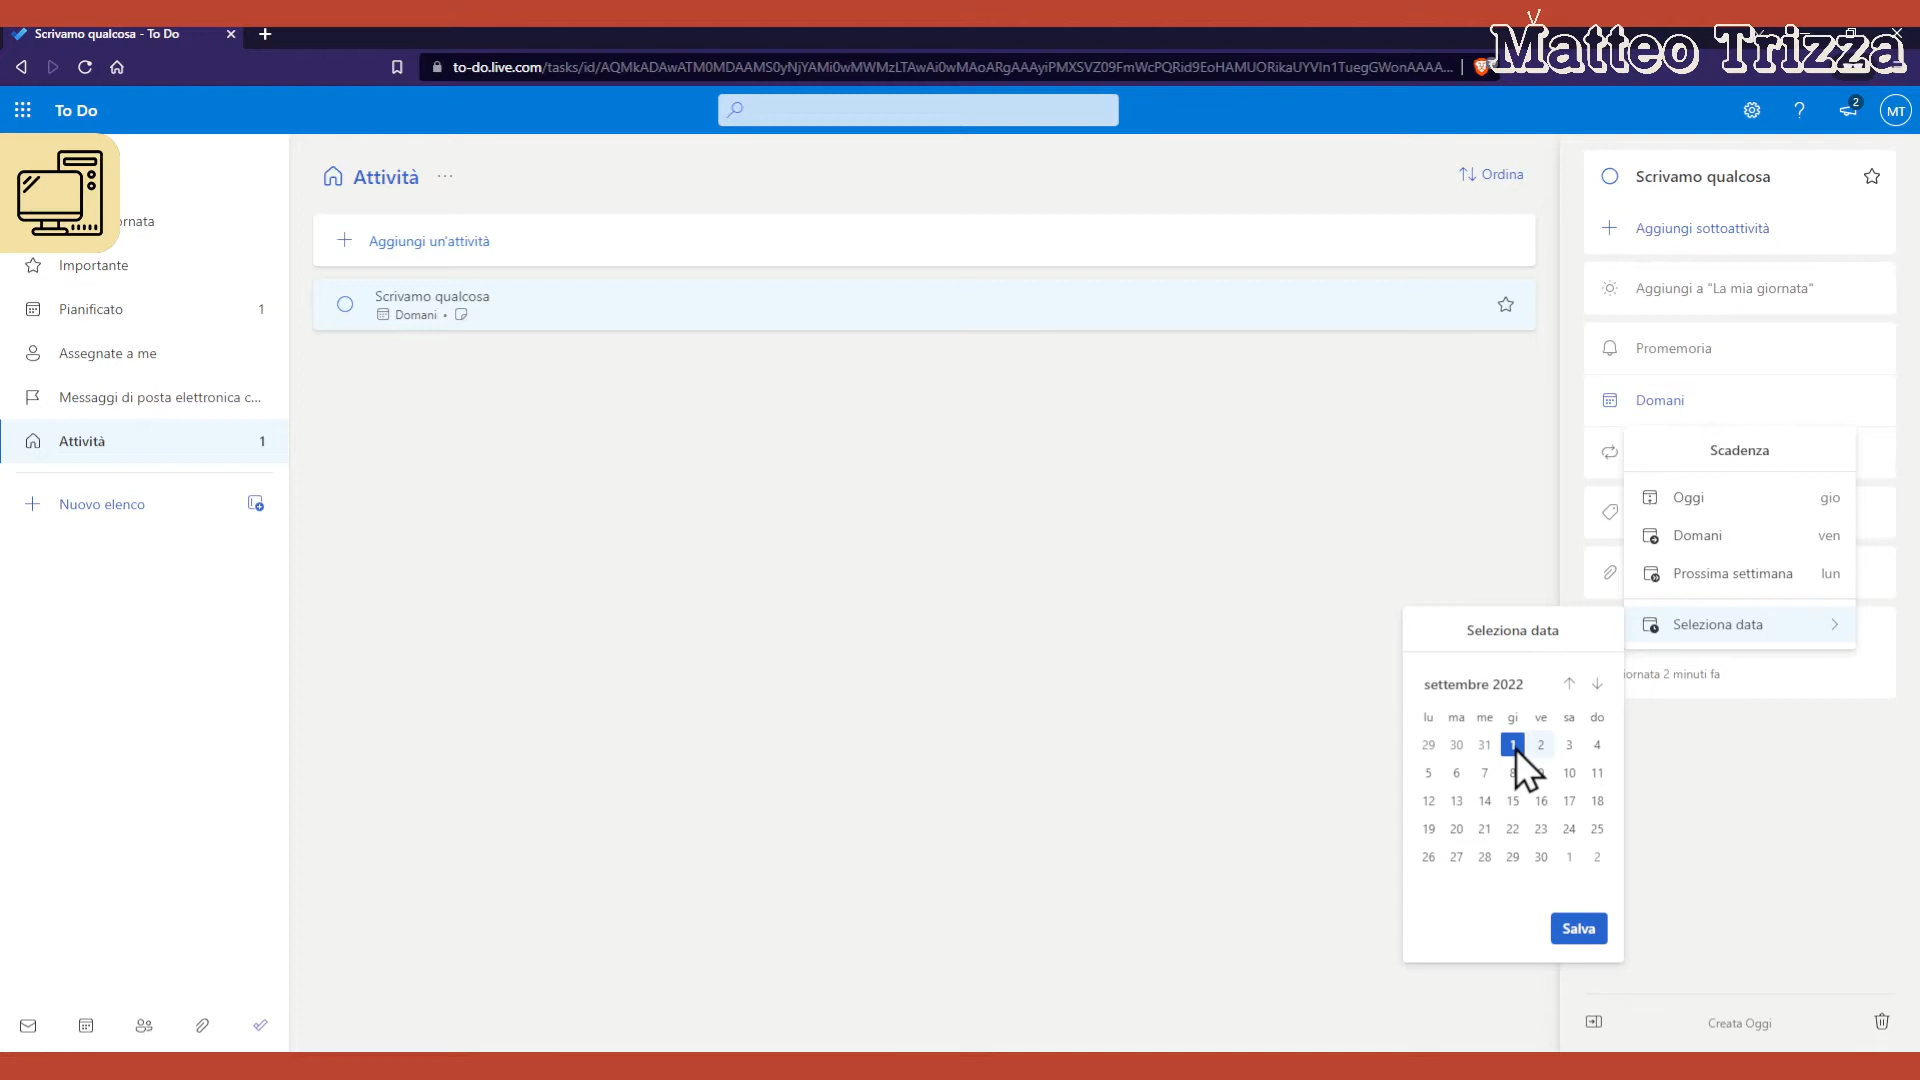 Scrivamo qualcosa - To Do
Matteo Trizza
to-do.live.com/tasks/id/AQMkADAwATM0MDAAMS0yNjYAMi0wMWMzLTAwAi0wMAoARgAAAyiPMXSVZ09FmWcPQRid9EoHAMUORikaUYVIn1TuegGWonAAAA...
To Do
2
MT
ornata
Importante
Pianificato 1
Assegnate a me
Messaggi di posta elettronica c...
Attività 1
Nuovo elenco
Attività ...
Ordina
Aggiungi un'attività
Scrivamo qualcosa
Domani •
Scrivamo qualcosa
Aggiungi sottoattività
Aggiungi a "La mia giornata"
Promemoria
Domani
Scadenza
Oggi gio
Domani ven
Prossima settimana lun
Seleziona data
iornata 2 minuti fa
Seleziona data
settembre 2022
lu ma me gi ve sa do
29 30 31 1 2 3 4
5 6 7 8 9 10 11
12 13 14 15 16 17 18
19 20 21 22 23 24 25
26 27 28 29 30 1 2
Salva
Creata Oggi